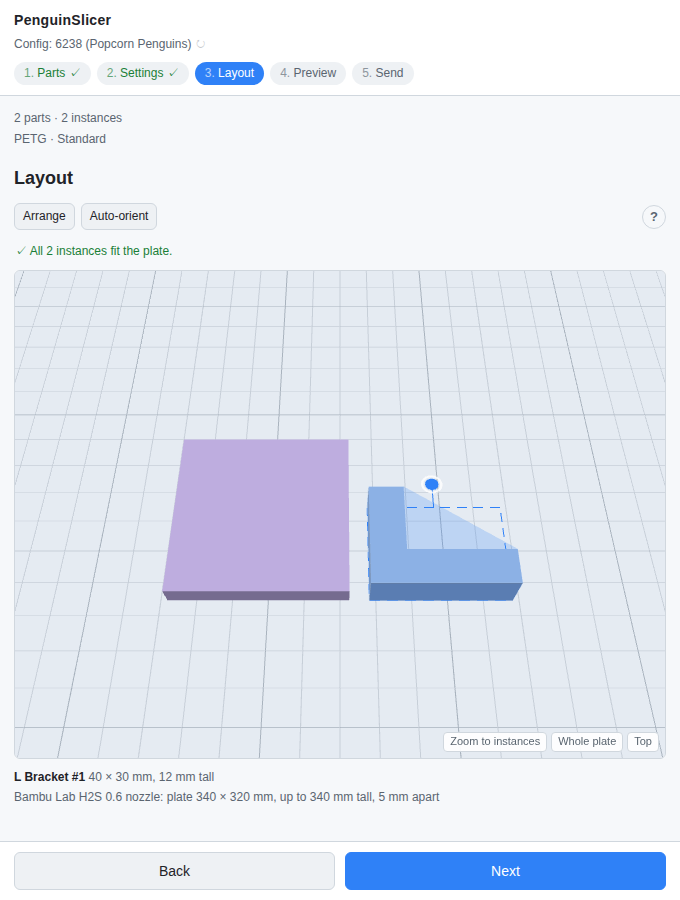 PenguinSlicer
Config: 6238 (Popcorn Penguins)
1. Parts ✓ 2. Settings ✓ 3. Layout 4. Preview 5. Send
2 parts · 2 instances
PETG · Standard
Layout
Arrange Auto-orient ?
✓ All 2 instances fit the plate.
Zoom to instances Whole plate Top
L Bracket #1 40 × 30 mm, 12 mm tall
Bambu Lab H2S 0.6 nozzle: plate 340 × 320 mm, up to 340 mm tall, 5 mm apart
Back Next